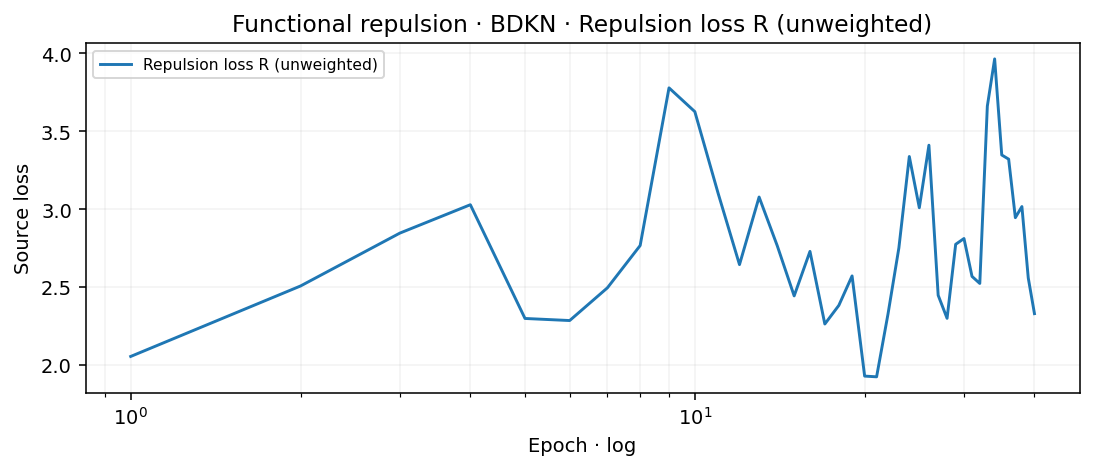 Functional repulsion · BDKN · Repulsion loss R (unweighted)
Repulsion loss R (unweighted)
Source loss
4.0
3.5
3.0
2.5
2.0
10⁰
10¹
Epoch · log